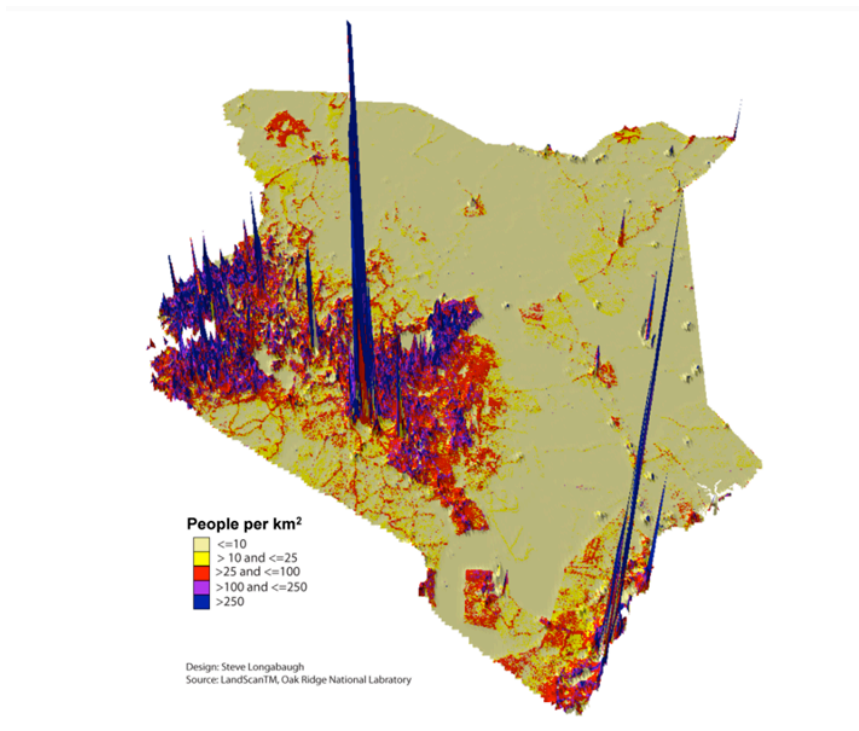 People per km²
<=10
> 10 and <=25
>25 and <=100
>100 and <=250
>250
Design: Steve Longabaugh
Source: LandScanTM, Oak Ridge National Labratory